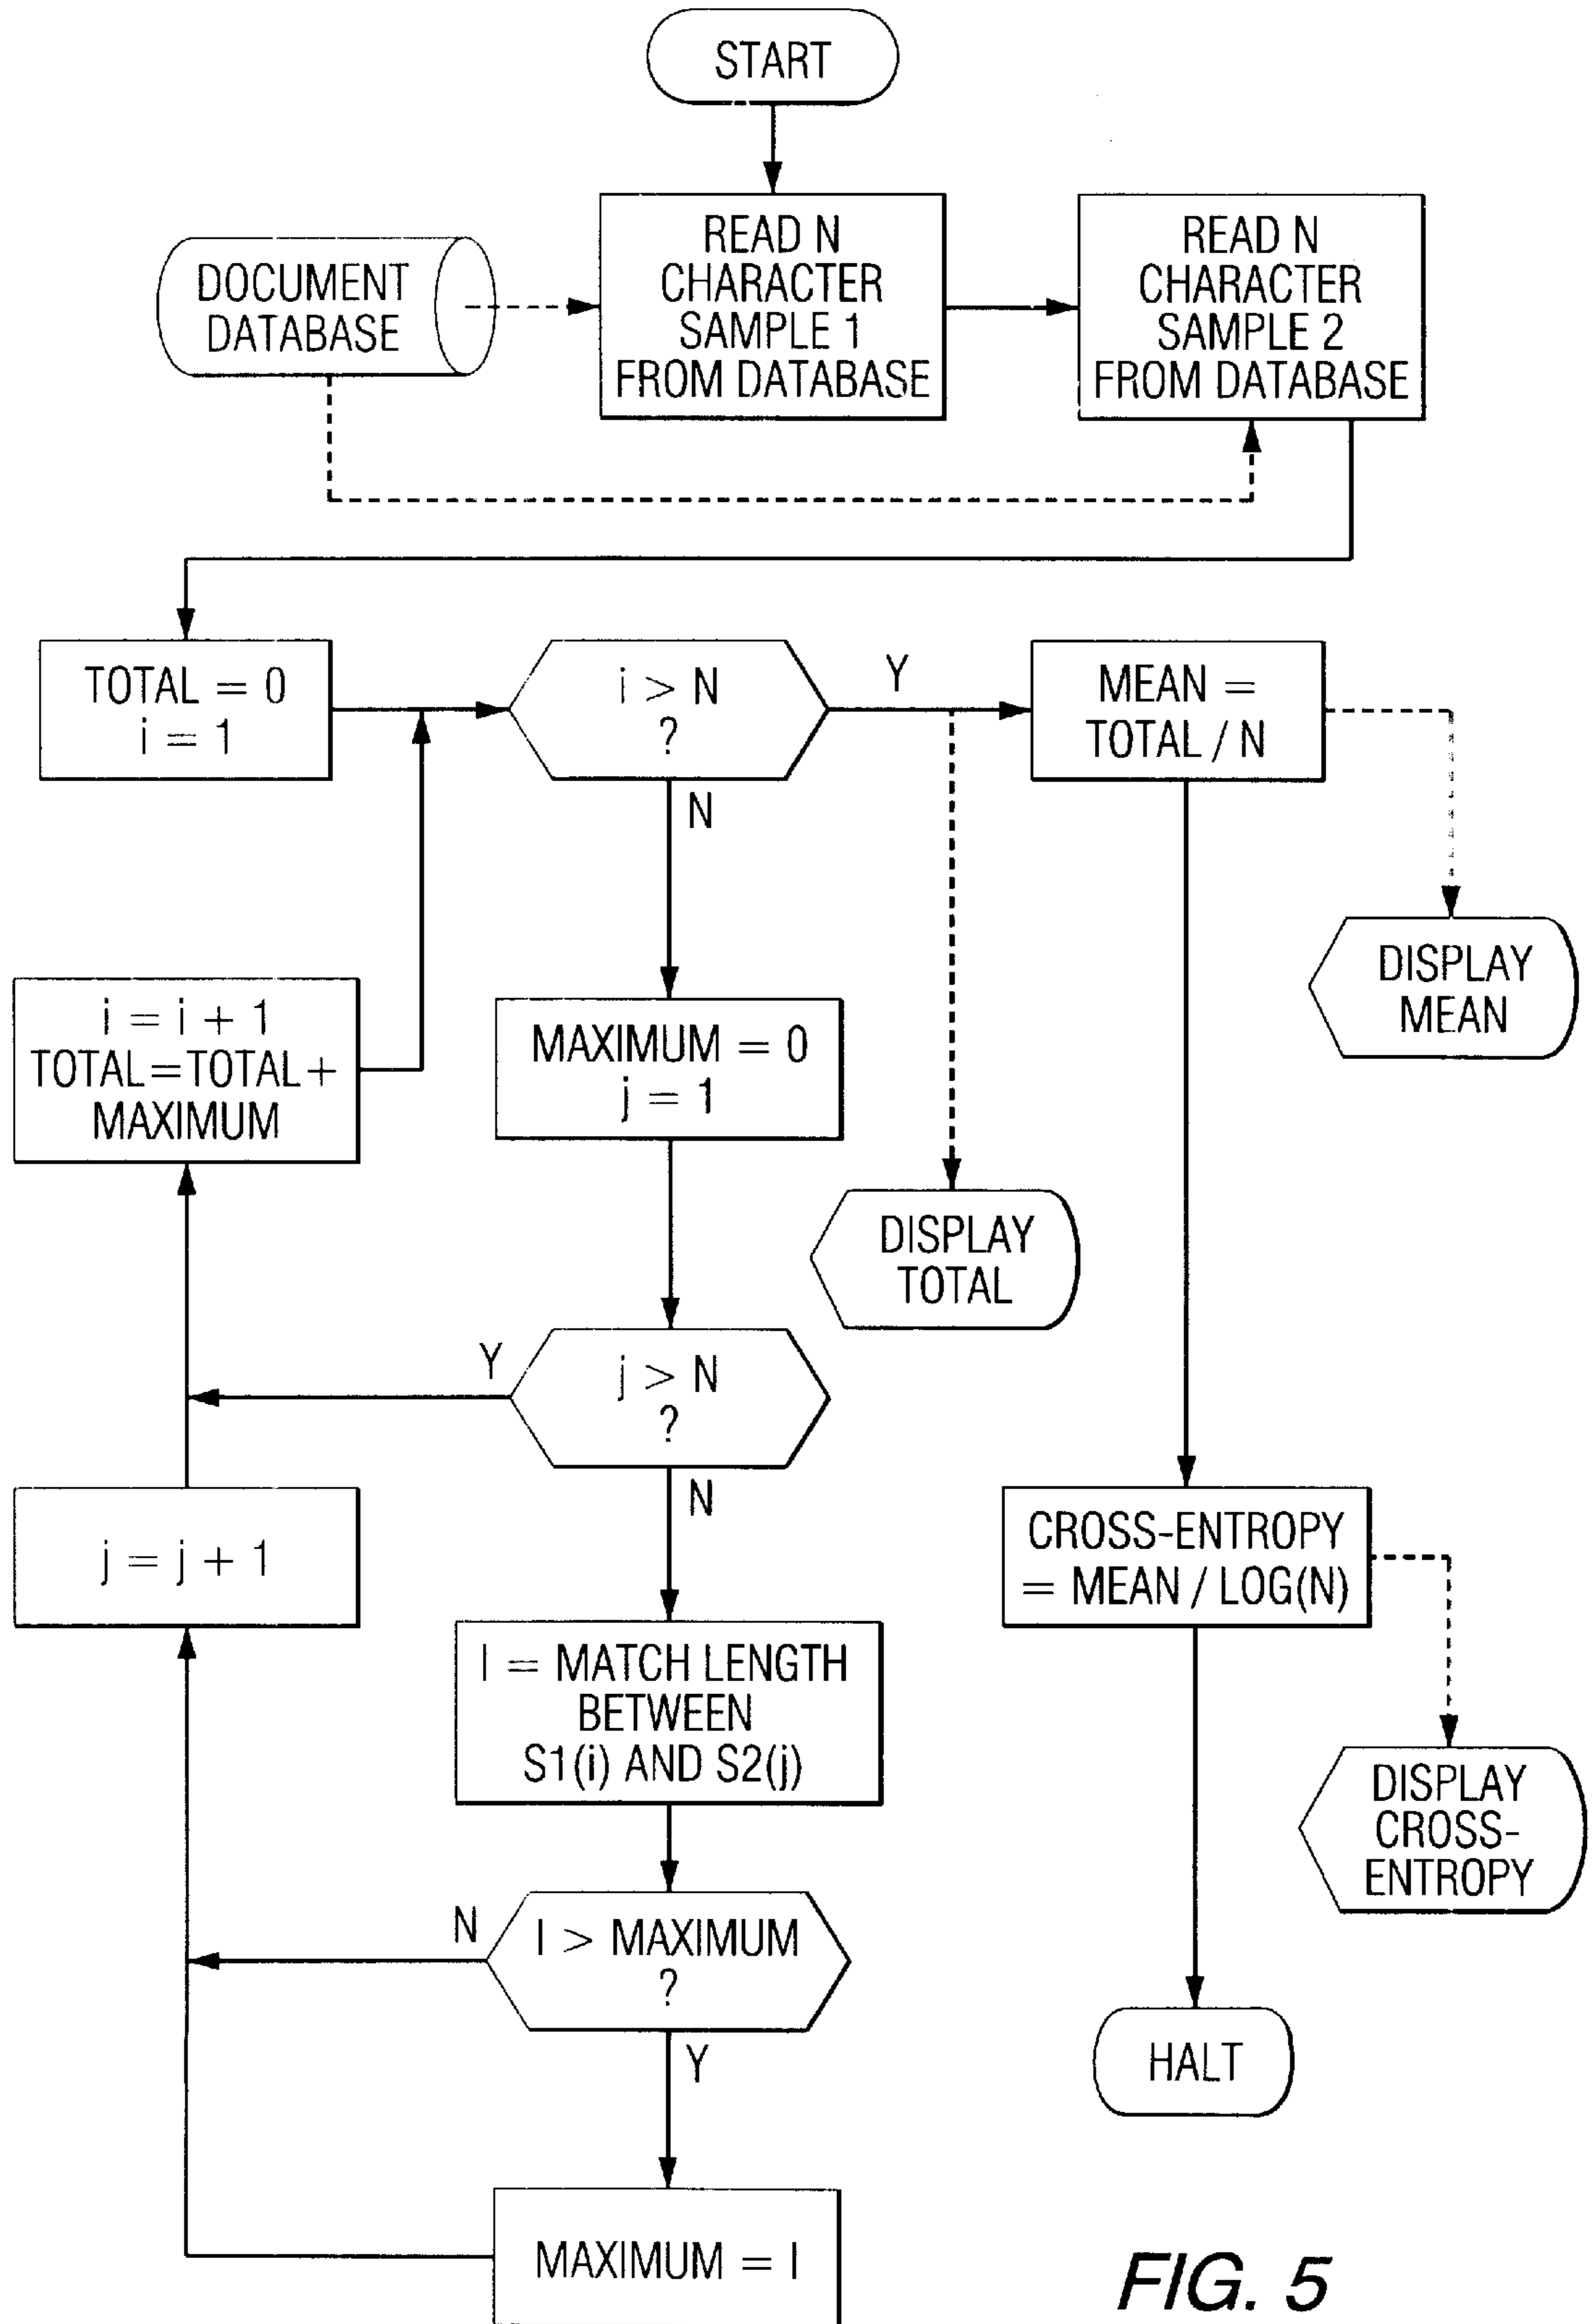 START
READ N
CHARACTER
SAMPLE 1
FROM DATABASE
READ N
CHARACTER
SAMPLE 2
FROM DATABASE
DOCUMENT
DATABASE
TOTAL = 0
i = 1
i > N
?
Y
N
MEAN =
TOTAL / N
DISPLAY
MEAN
i = i + 1
TOTAL=TOTAL+
MAXIMUM
MAXIMUM = 0
j = 1
DISPLAY
TOTAL
Y
j > N
?
N
j = j + 1
CROSS-ENTROPY
= MEAN / LOG(N)
l = MATCH LENGTH
BETWEEN
S1(i) AND S2(j)
DISPLAY
CROSS-
ENTROPY
N
l > MAXIMUM
?
Y
HALT
MAXIMUM = l
FIG. 5